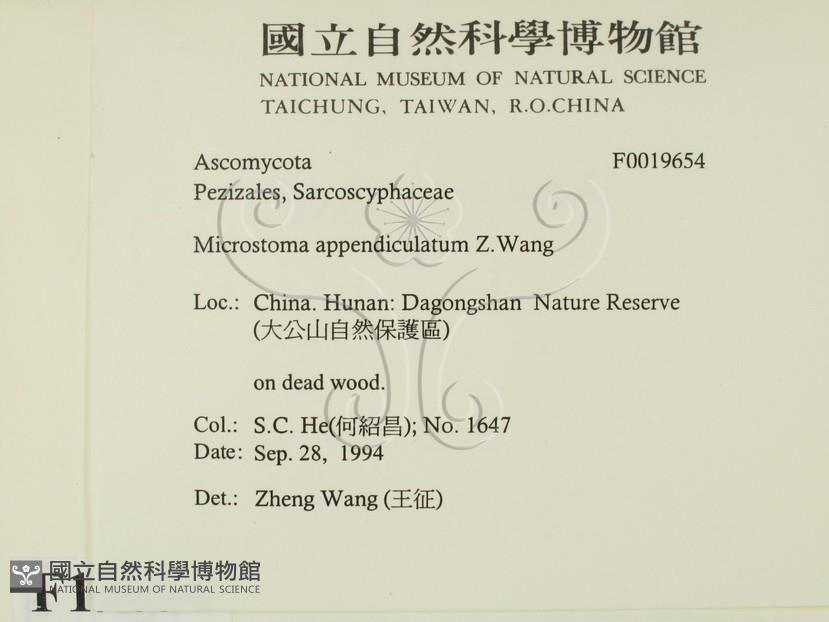 國立自然科學博物館
NATIONAL MUSEUM OF NATURAL SCIENCE
TAICHUNG, TAIWAN, R.O.CHINA
Ascomycota F0019654
Pezizales, Sarcoscyphaceae
Microstoma appendiculatum Z.Wang
Loc.: China. Hunan: Dagongshan Nature Reserve
(大公山自然保護區)
on dead wood.
Col.: S.C. He(何紹昌); No. 1647
Date: Sep. 28, 1994
Det.: Zheng Wang (王征)
國立自然科學博物館
NATIONAL MUSEUM OF NATURAL SCIENCE